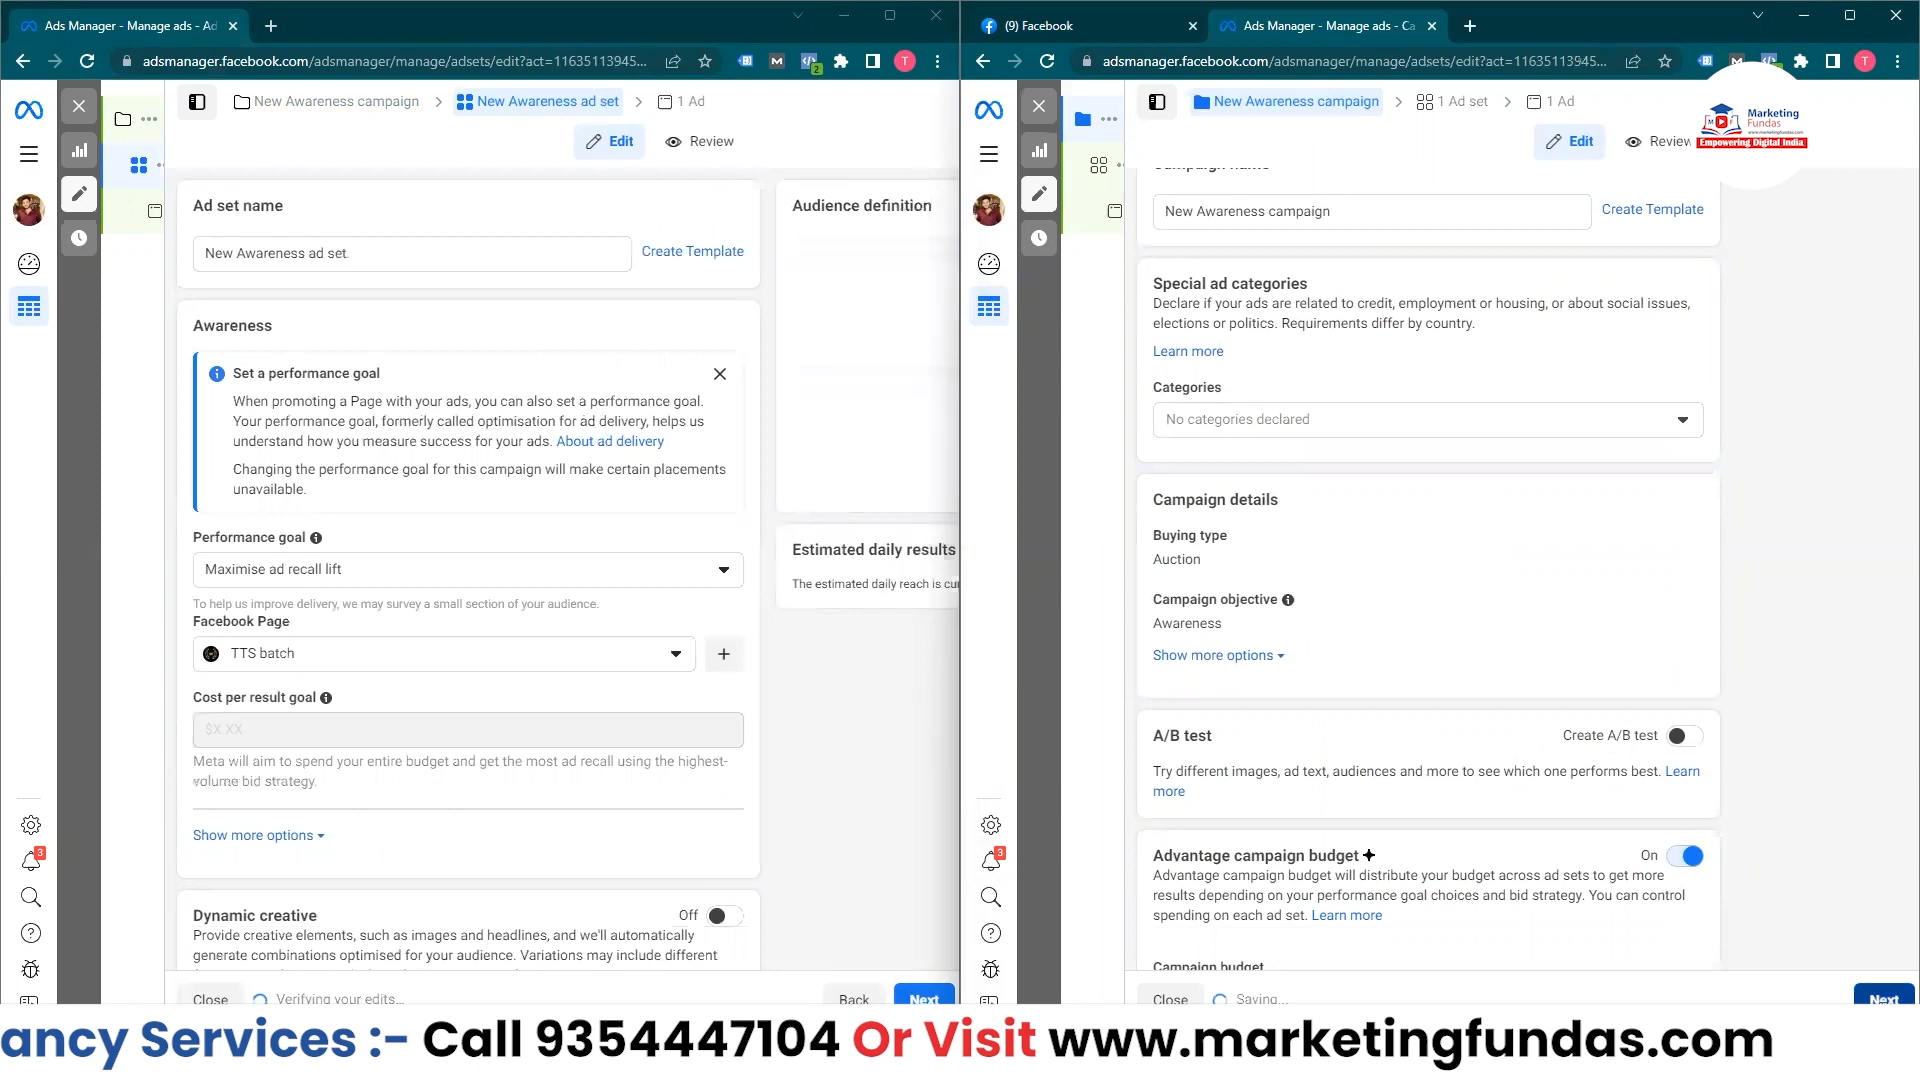 Ads Manager - Manage ads - Ad
adsmanager.facebook.com/adsmanager/manage/adsets/edit?act=11635113945...
2
T
New Awareness campaign
New Awareness ad set
1 Ad
Edit
Review
Ad set name
New Awareness ad set
Create Template
Awareness
Set a performance goal
When promoting a Page with your ads, you can also set a performance goal.
Your performance goal, formerly called optimisation for ad delivery, helps us
understand how you measure success for your ads. About ad delivery
Changing the performance goal for this campaign will make certain placements
unavailable.
Performance goal
Maximise ad recall lift
To help us improve delivery, we may survey a small section of your audience.
Facebook Page
TTS batch
Cost per result goal
$X.XX
Meta will aim to spend your entire budget and get the most ad recall using the highest-
volume bid strategy.
Show more options
Dynamic creative
Off
Provide creative elements, such as images and headlines, and we'll automatically
generate combinations optimised for your audience. Variations may include different
Close
Verifying your edits...
Back
Next
Audience definition
Estimated daily results
The estimated daily reach is cu
3
(9) Facebook
Ads Manager - Manage ads - Ca
adsmanager.facebook.com/adsmanager/manage/adsets/edit?act=11635113945...
T
New Awareness campaign
1 Ad set
1 Ad
Edit
Review
Marketing
Fundas
www.marketingfundas.com
Empowering Digital India
Campaign name
New Awareness campaign
Create Template
Special ad categories
Declare if your ads are related to credit, employment or housing, or about social issues,
elections or politics. Requirements differ by country.
Learn more
Categories
No categories declared
Campaign details
Buying type
Auction
Campaign objective
Awareness
Show more options
A/B test
Create A/B test
Try different images, ad text, audiences and more to see which one performs best. Learn
more
Advantage campaign budget
On
Advantage campaign budget will distribute your budget across ad sets to get more
results depending on your performance goal choices and bid strategy. You can control
spending on each ad set. Learn more
Campaign budget
3
Close
Saving...
Next
ancy Services :- Call 9354447104 Or Visit www.marketingfundas.com